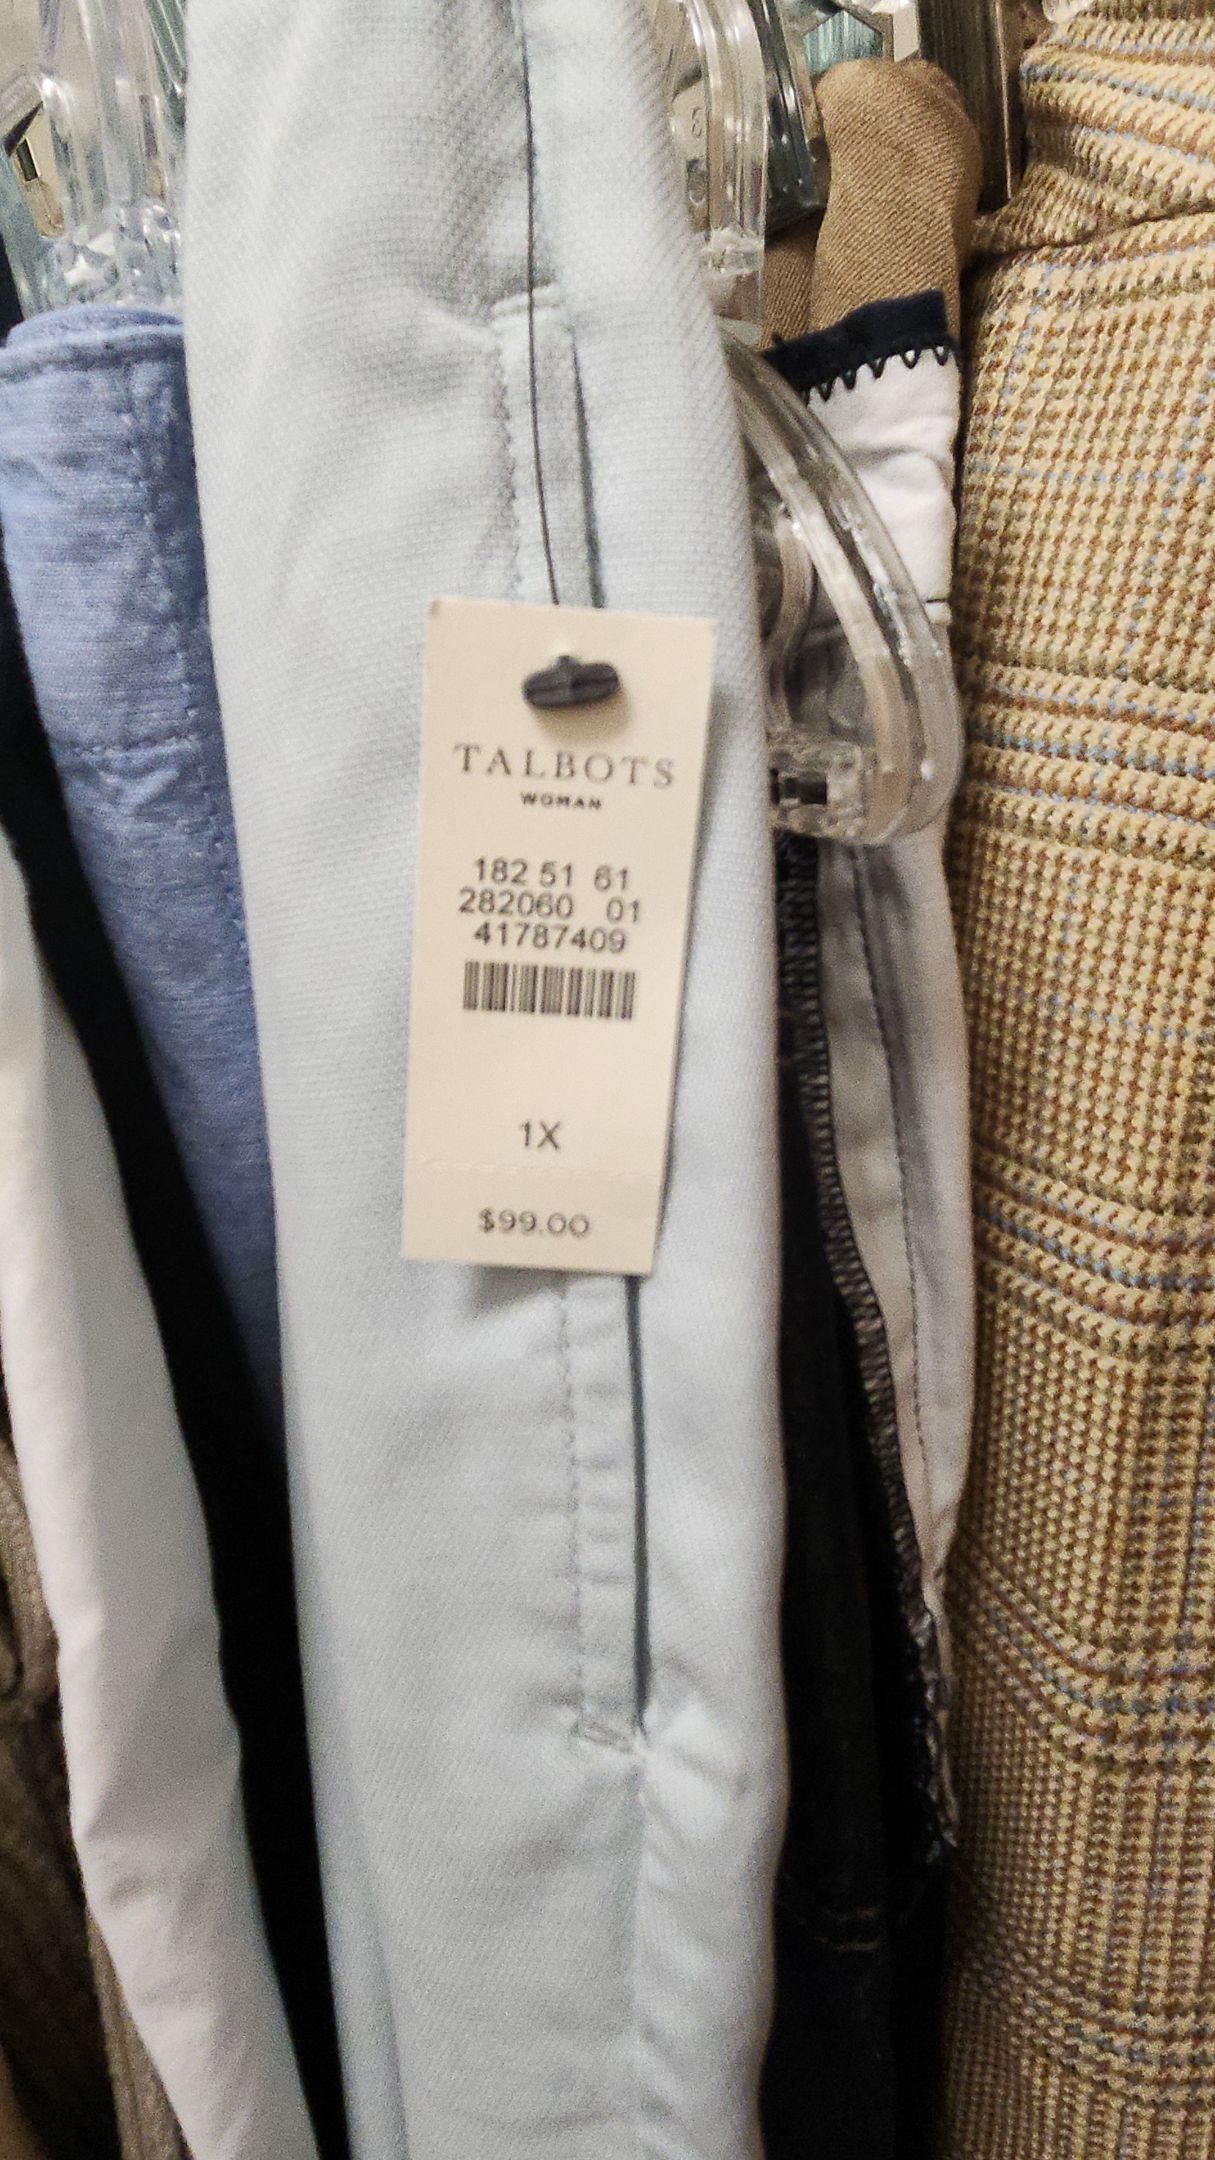 TALBOTS
WOMAN
182 51 61
282060 01
41787409
1X
$99.00